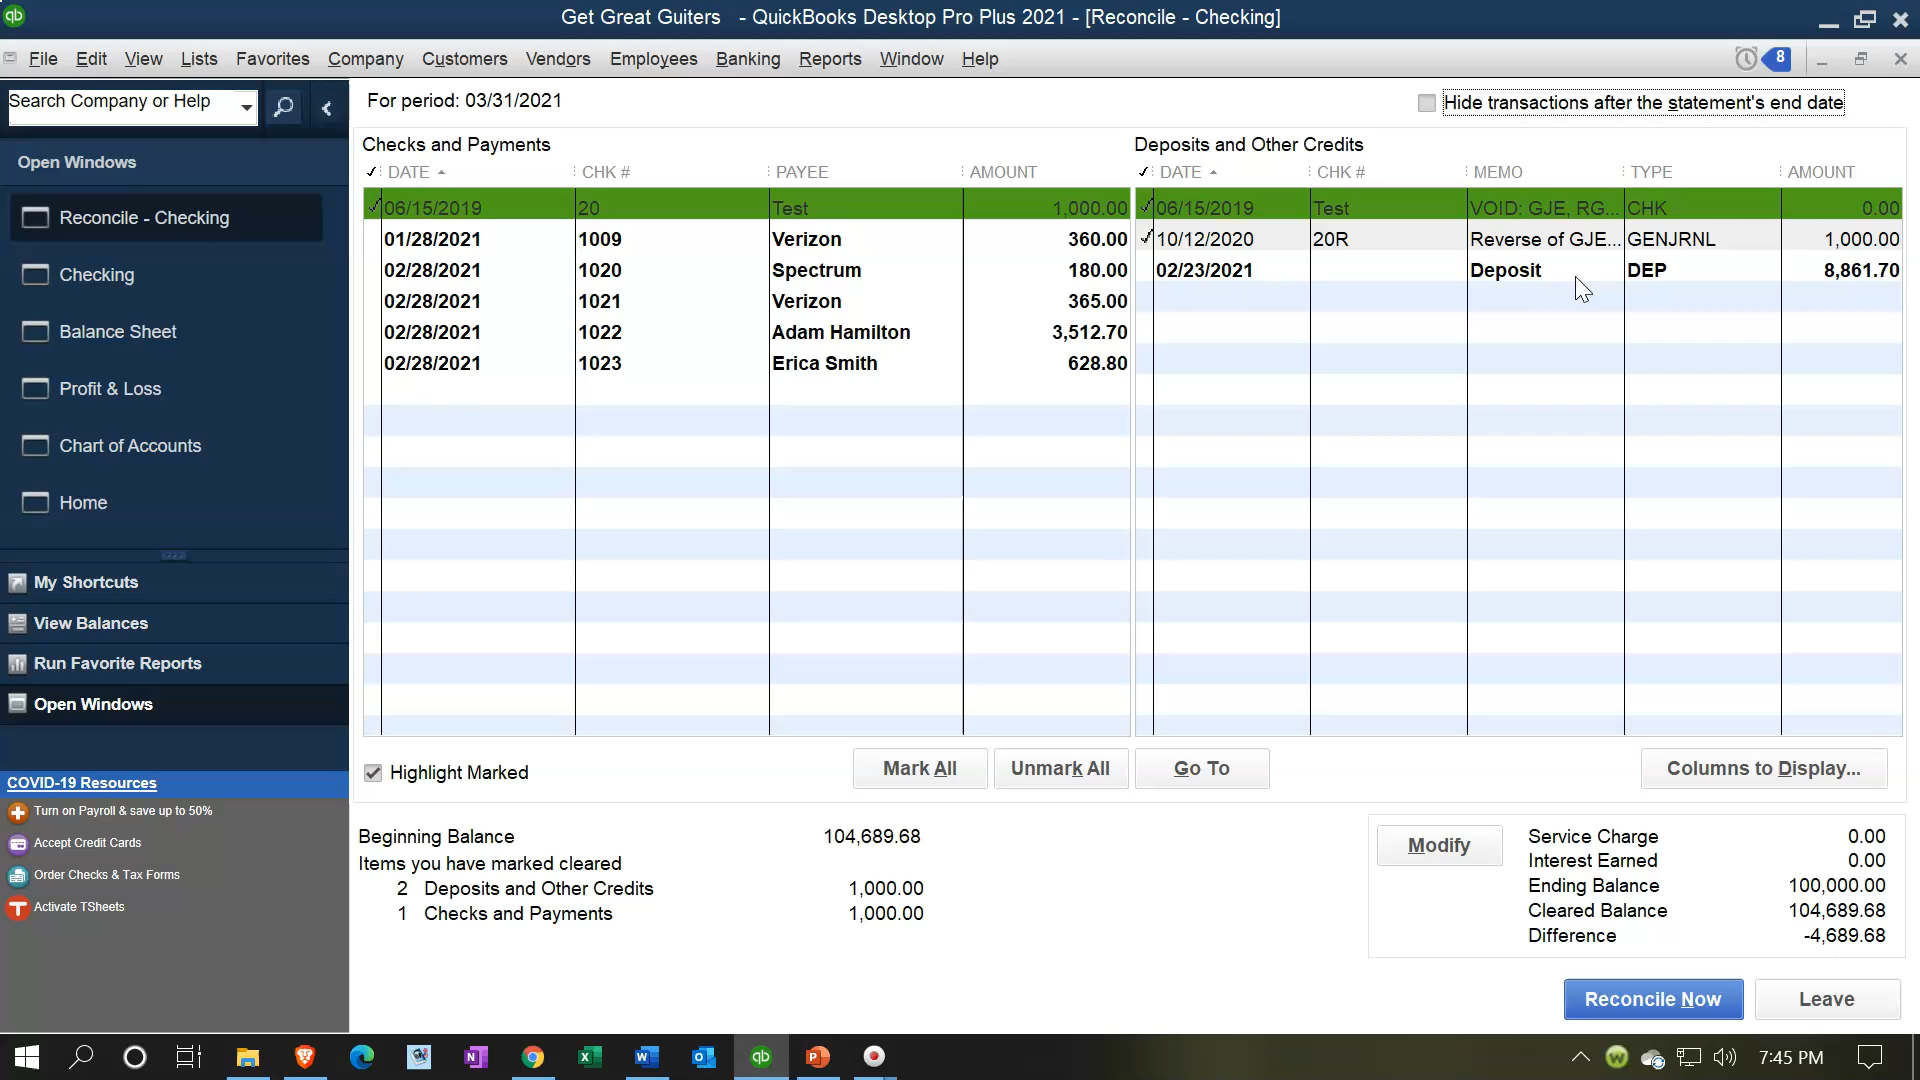 qb Get Great Guiters - QuickBooks Desktop Pro Plus 2021 - [Reconcile - Checking]
File Edit View Lists Favorites Company Customers Vendors Employees Banking Reports Window Help 8
Search Company or Help
For period: 03/31/2021 Hide transactions after the statement's end date
Open Windows
Reconcile - Checking
Checking
Balance Sheet
Profit & Loss
Chart of Accounts
Home
My Shortcuts
View Balances
Run Favorite Reports
Open Windows
COVID-19 Resources
Turn on Payroll & save up to 50%
Accept Credit Cards
Order Checks & Tax Forms
Activate TSheets
Checks and Payments
DATE CHK # PAYEE AMOUNT
06/15/2019 20 Test 1,000.00
01/28/2021 1009 Verizon 360.00
02/28/2021 1020 Spectrum 180.00
02/28/2021 1021 Verizon 365.00
02/28/2021 1022 Adam Hamilton 3,512.70
02/28/2021 1023 Erica Smith 628.80
Deposits and Other Credits
DATE CHK # MEMO TYPE AMOUNT
06/15/2019 Test VOID: GJE, RG... CHK 0.00
10/12/2020 20R Reverse of GJE... GENJRNL 1,000.00
02/23/2021 Deposit DEP 8,861.70
Highlight Marked Mark All Unmark All Go To Columns to Display...
Beginning Balance 104,689.68
Items you have marked cleared
2 Deposits and Other Credits 1,000.00
1 Checks and Payments 1,000.00
Modify
Service Charge 0.00
Interest Earned 0.00
Ending Balance 100,000.00
Cleared Balance 104,689.68
Difference -4,689.68
Reconcile Now Leave
7:45 PM